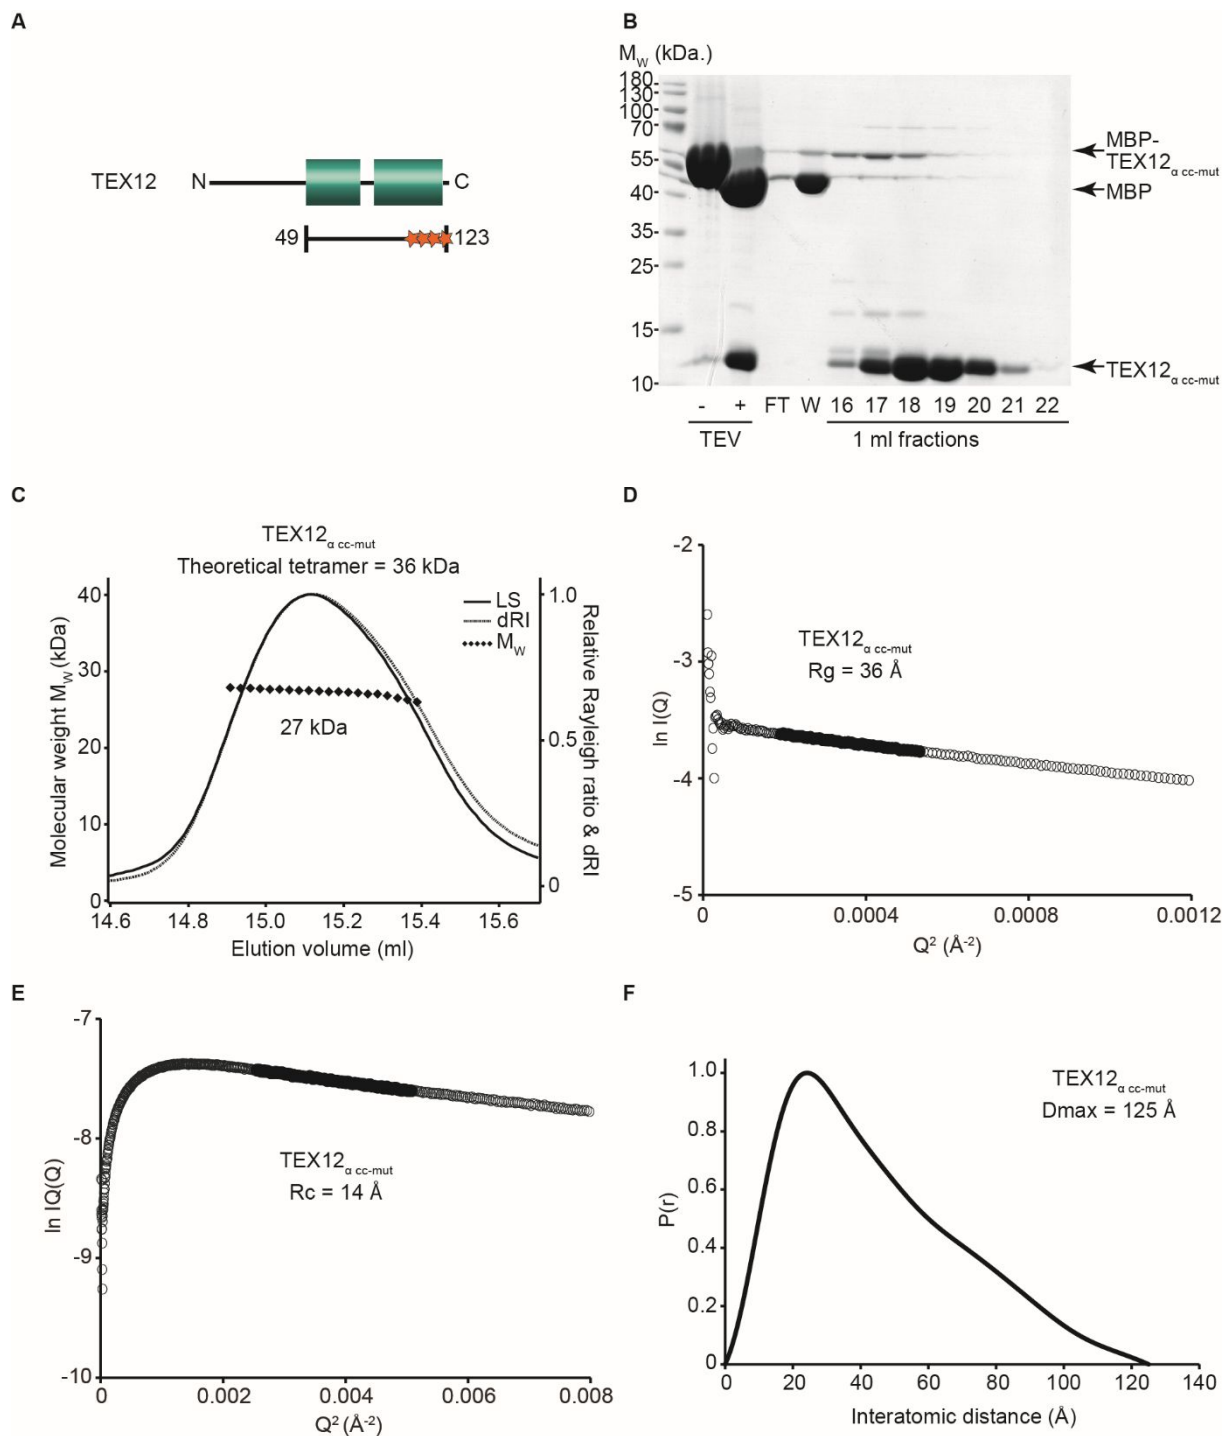 A
TEX12 N C
49 123
B
M_W (kDa.)
180
130
100
70
55
40
35
25
15
10
MBP-
TEX12α cc-mut
MBP
TEX12α cc-mut
- + FT W 16 17 18 19 20 21 22
TEV 1 ml fractions
C
TEX12α cc-mut
Theoretical tetramer = 36 kDa
Molecular weight M_W (kDa)
40
30
20
10
0
LS
dRI
M_W
27 kDa
1.0
0.5
0
Relative Rayleigh ratio & dRI
14.6 14.8 15.0 15.2 15.4 15.6
Elution volume (ml)
D
TEX12α cc-mut
Rg = 36 Å
ln I(Q)
-2
-3
-4
-5
0 0.0004 0.0008 0.0012
Q² (Å⁻²)
E
ln IQ(Q)
-7
-8
-9
-10
TEX12α cc-mut
Rc = 14 Å
0 0.002 0.004 0.006 0.008
Q² (Å⁻²)
F
TEX12α cc-mut
Dmax = 125 Å
P(r)
1.0
0.8
0.6
0.4
0.2
0
0 20 40 60 80 100 120 140
Interatomic distance (Å)